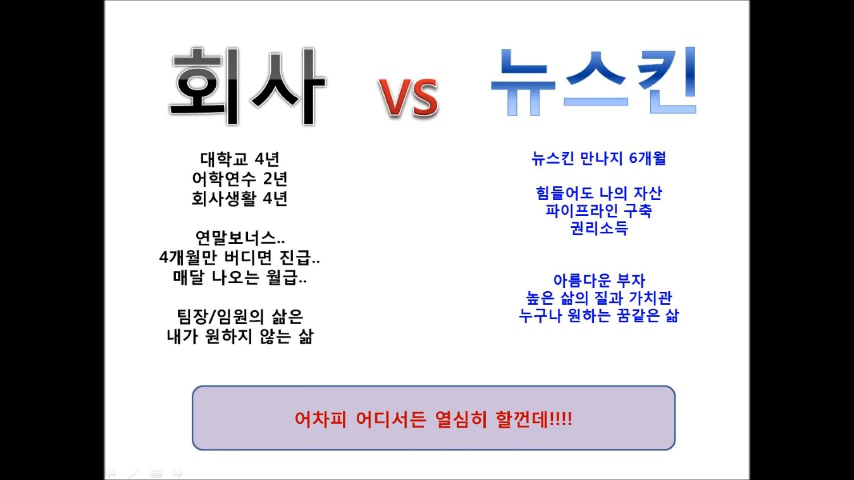 회사 vs 뉴스킨
대학교 4년
어학연수 2년
회사생활 4년
연말보너스..
4개월만 버디면 진급..
매달 나오는 월급..
팀장/임원의 삶은
내가 원하지 않는 삶
뉴스킨 만나지 6개월
힘들어도 나의 자산
파이프라인 구축
권리소득
아름다운 부자
높은 삶의 질과 가치관
누구나 원하는 꿈같은 삶
어차피 어디서든 열심히 할껀데!!!!